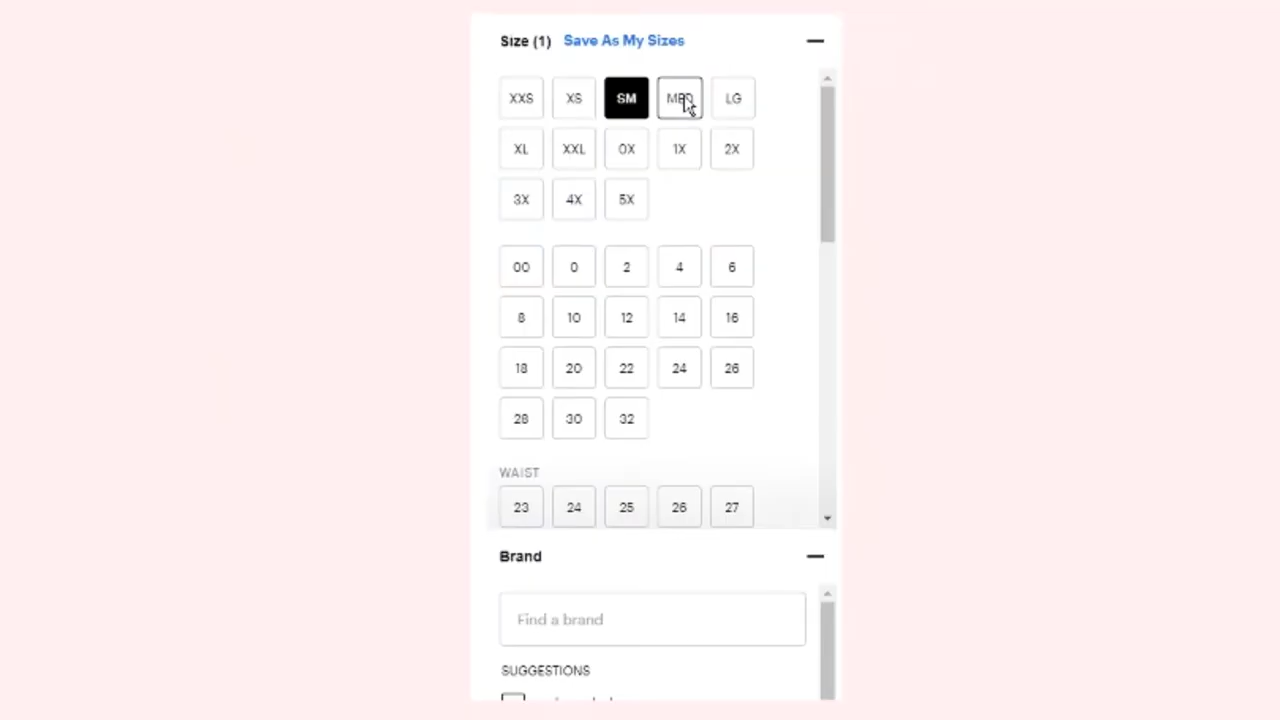 Size (1) Save As My Sizes
XXS XS SM MED LG
XL XXL 0X 1X 2X
3X 4X 5X
00 0 2 4 6
8 10 12 14 16
18 20 22 24 26
28 30 32
WAIST
23 24 25 26 27
Brand
Find a brand
SUGGESTIONS